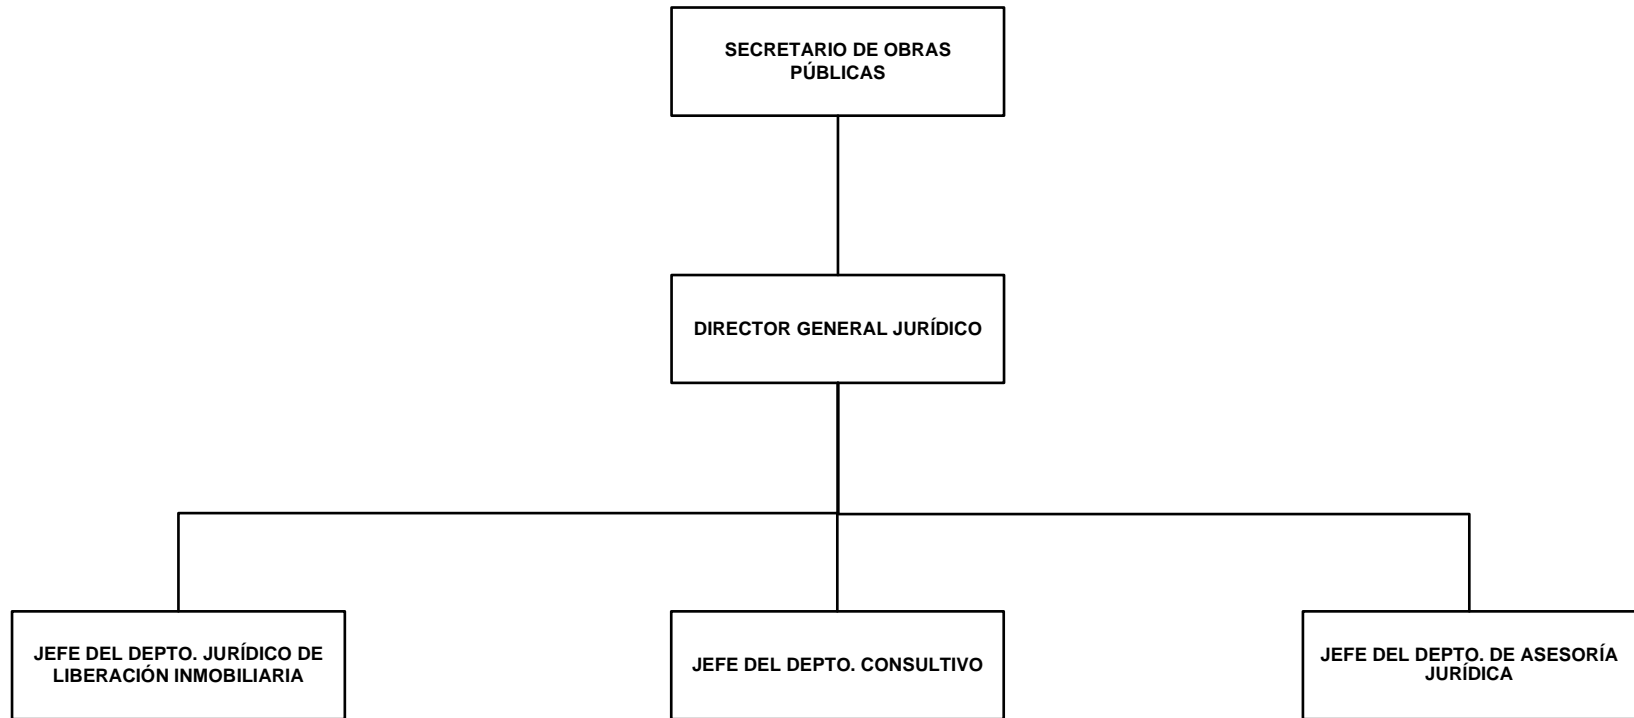 SECRETARIO DE OBRAS
PÚBLICAS
DIRECTOR GENERAL JURÍDICO
JEFE DEL DEPTO. JURÍDICO DE
LIBERACIÓN INMOBILIARIA
JEFE DEL DEPTO. CONSULTIVO
JEFE DEL DEPTO. DE ASESORÍA
JURÍDICA